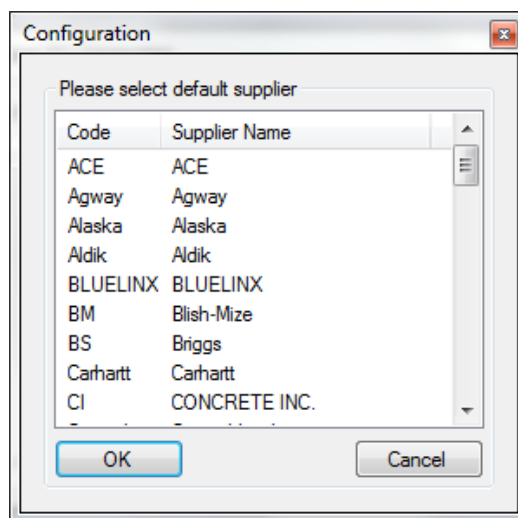 Configuration
Please select default supplier
Code Supplier Name
ACE ACE
Agway Agway
Alaska Alaska
Aldik Aldik
BLUELINX BLUELINX
BM Blish-Mize
BS Briggs
Carhartt Carhartt
CI CONCRETE INC.
OK Cancel